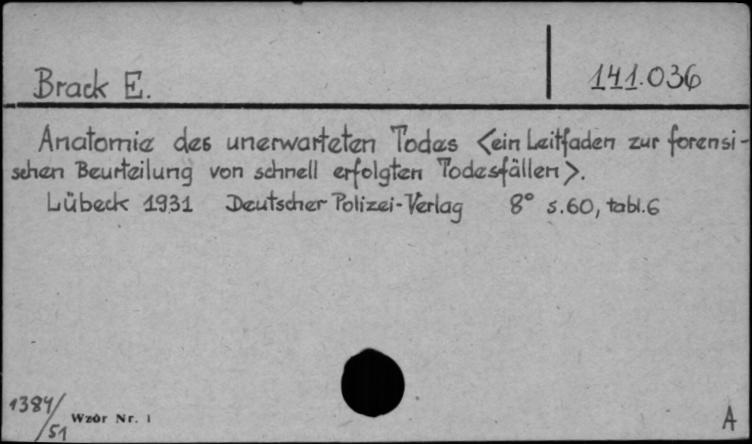 Brack E.
141.036
Anatomie des unerwarteten Todes <ein Leitfaden zur forensi-
schen Beurteilung von schnell erfolgten Todesfällen>.
Lübeck 1931 Deutscher Polizei-Verlag 8° s.60, tabl.6
1384/51
Wzór Nr. 1
A